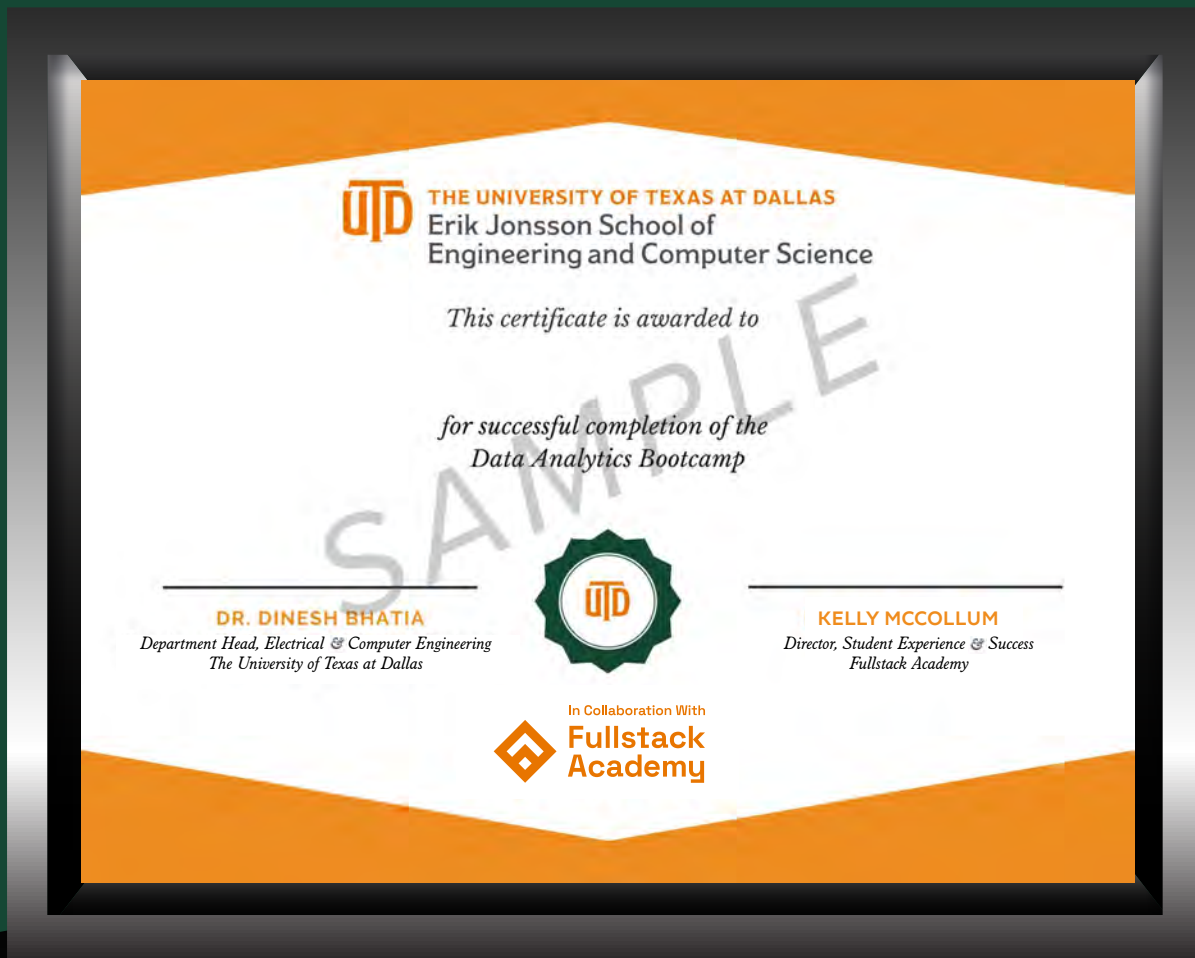 UTD
THE UNIVERSITY OF TEXAS AT DALLAS
Erik Jonsson School of
Engineering and Computer Science
This certificate is awarded to
for successful completion of the
Data Analytics Bootcamp
SAMPLE
UTD
DR. DINESH BHATIA
Department Head, Electrical & Computer Engineering
The University of Texas at Dallas
KELLY MCCOLLUM
Director, Student Experience & Success
Fullstack Academy
In Collaboration With
Fullstack
Academy